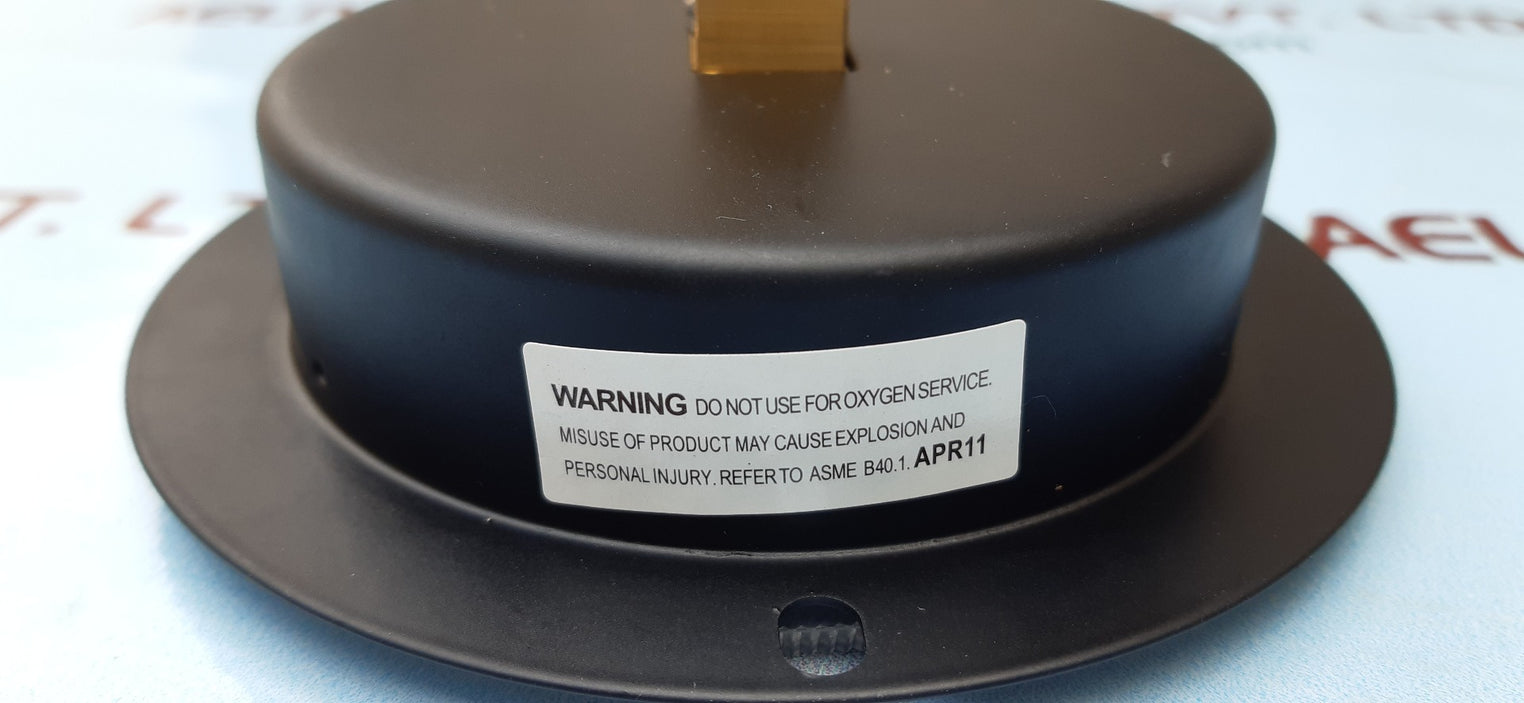 WARNING DO NOT USE FOR OXYGEN SERVICE.
MISUSE OF PRODUCT MAY CAUSE EXPLOSION AND
PERSONAL INJURY. REFER TO ASME B40.1. APR11